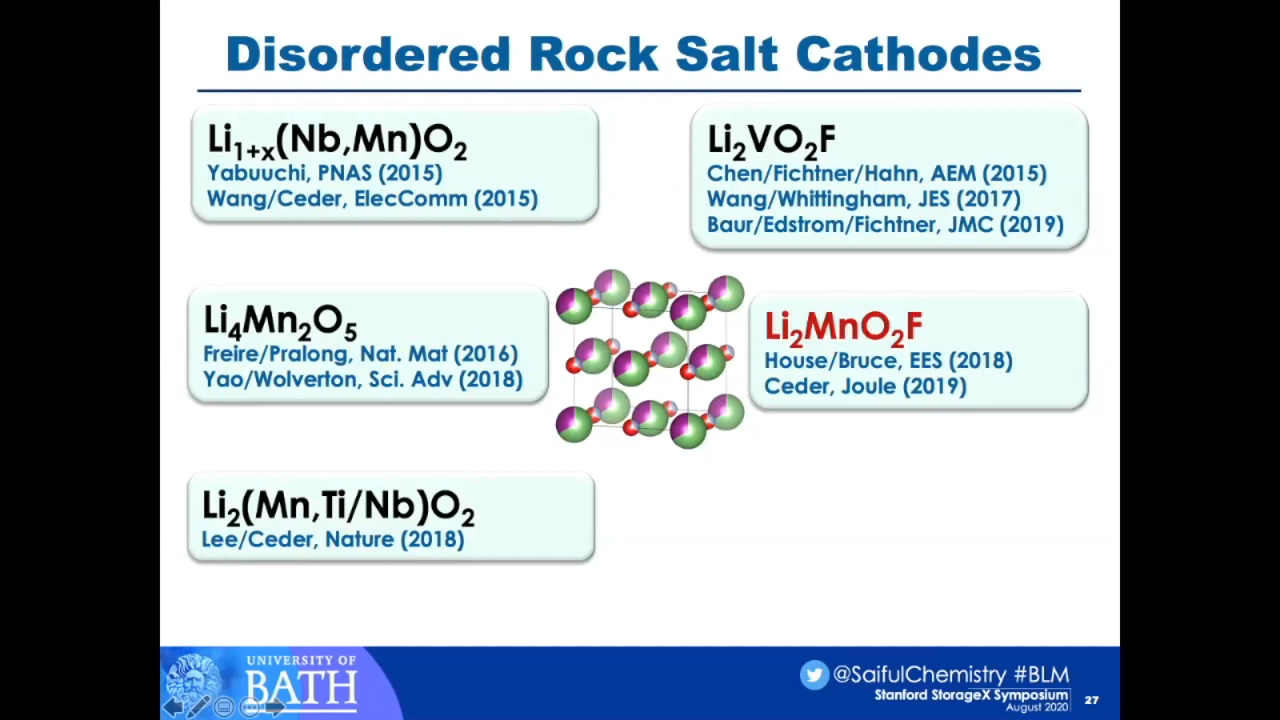 Disordered Rock Salt Cathodes
Li₁₊ₓ(Nb,Mn)O₂
Yabuuchi, PNAS (2015)
Wang/Ceder, ElecComm (2015)
Li₂VO₂F
Chen/Fichtner/Hahn, AEM (2015)
Wang/Whittingham, JES (2017)
Baur/Edstrom/Fichtner, JMC (2019)
Li₄Mn₂O₅
Freire/Pralong, Nat. Mat (2016)
Yao/Wolverton, Sci. Adv (2018)
Li₂MnO₂F
House/Bruce, EES (2018)
Ceder, Joule (2019)
Li₂(Mn,Ti/Nb)O₂
Lee/Ceder, Nature (2018)
UNIVERSITY OF
BATH
@SaifulChemistry #BLM
Stanford StorageX Symposium
August 2020
27